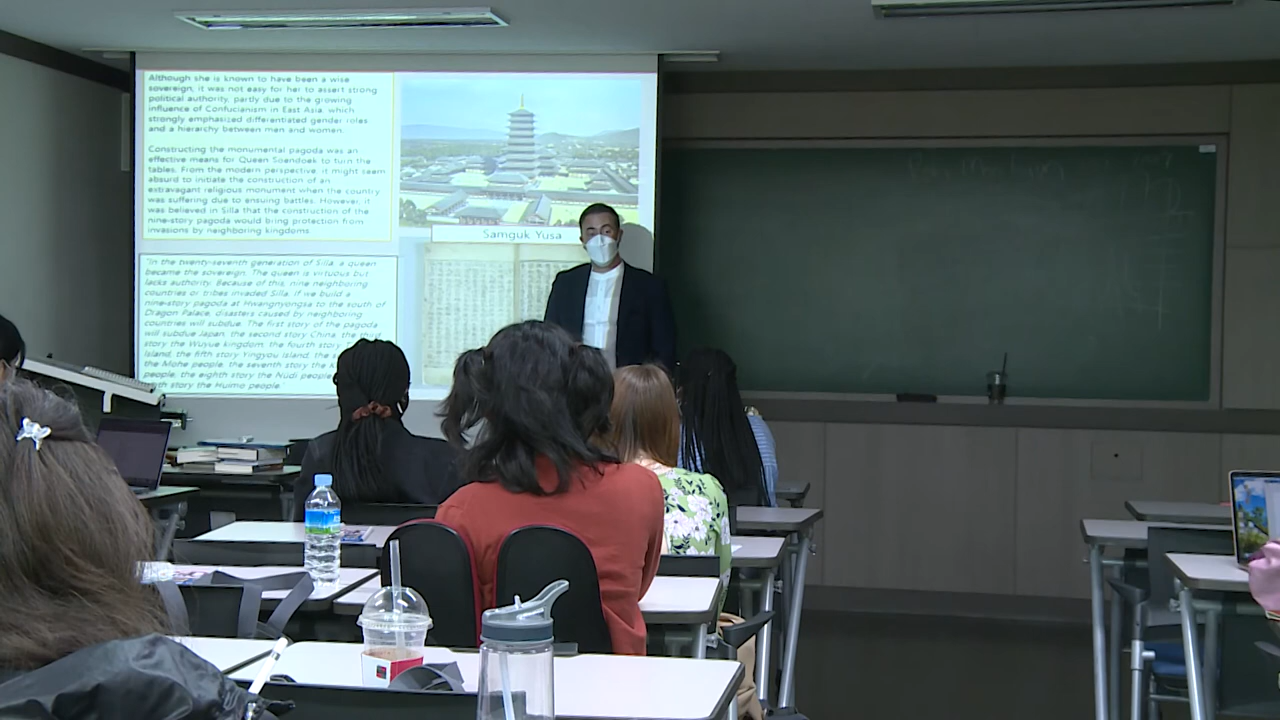 Although she is known to have been a wise
sovereign, it was not easy for her to assert strong
political authority, partly due to the growing
influence of Confucianism in East Asia, which
strongly emphasized differentiated gender roles
and a hierarchy between men and women.
Constructing the monumental pagoda was an
effective means for Queen Seondeok to turn the
tables. From the modern perspective, it might seem
absurd to initiate the construction of an
extravagant religious monument when the country
was suffering due to ensuing battles. However, it
was believed in Silla that the construction of the
nine-story pagoda would bring protection from
invasions by neighboring kingdoms
Samguk Yusa
"In the twenty-seventh generation of Silla, a queen
became the sovereign. The queen is virtuous but
lacks authority. Because of this, nine neighboring
countries or tribes invaded Silla. If we build a
nine-story pagoda at Hwangnyongsa to the south of
Dragon Palace, disasters caused by neighboring
countries will subdue. The first story of the pagoda
will subdue Japan, the second story China, the third
story the Wuyue kingdom, the fourth story
Island, the fifth story Yingyou Island, the
the Mohe people, the seventh story the
people, the eighth story the Nudi people
story the Huimo people."